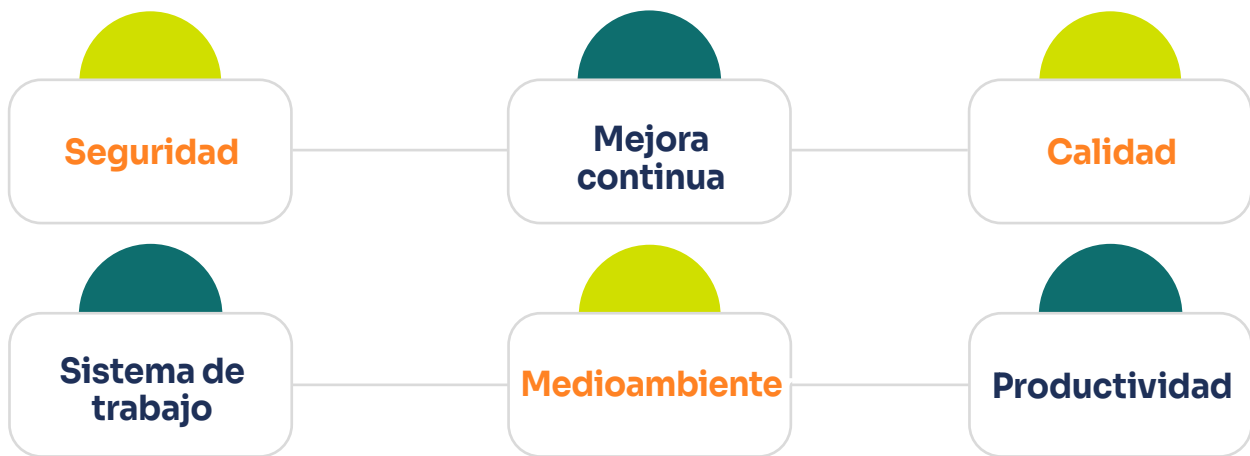 Seguridad
Mejora
continua
Calidad
Sistema de
trabajo
Medioambiente
Productividad